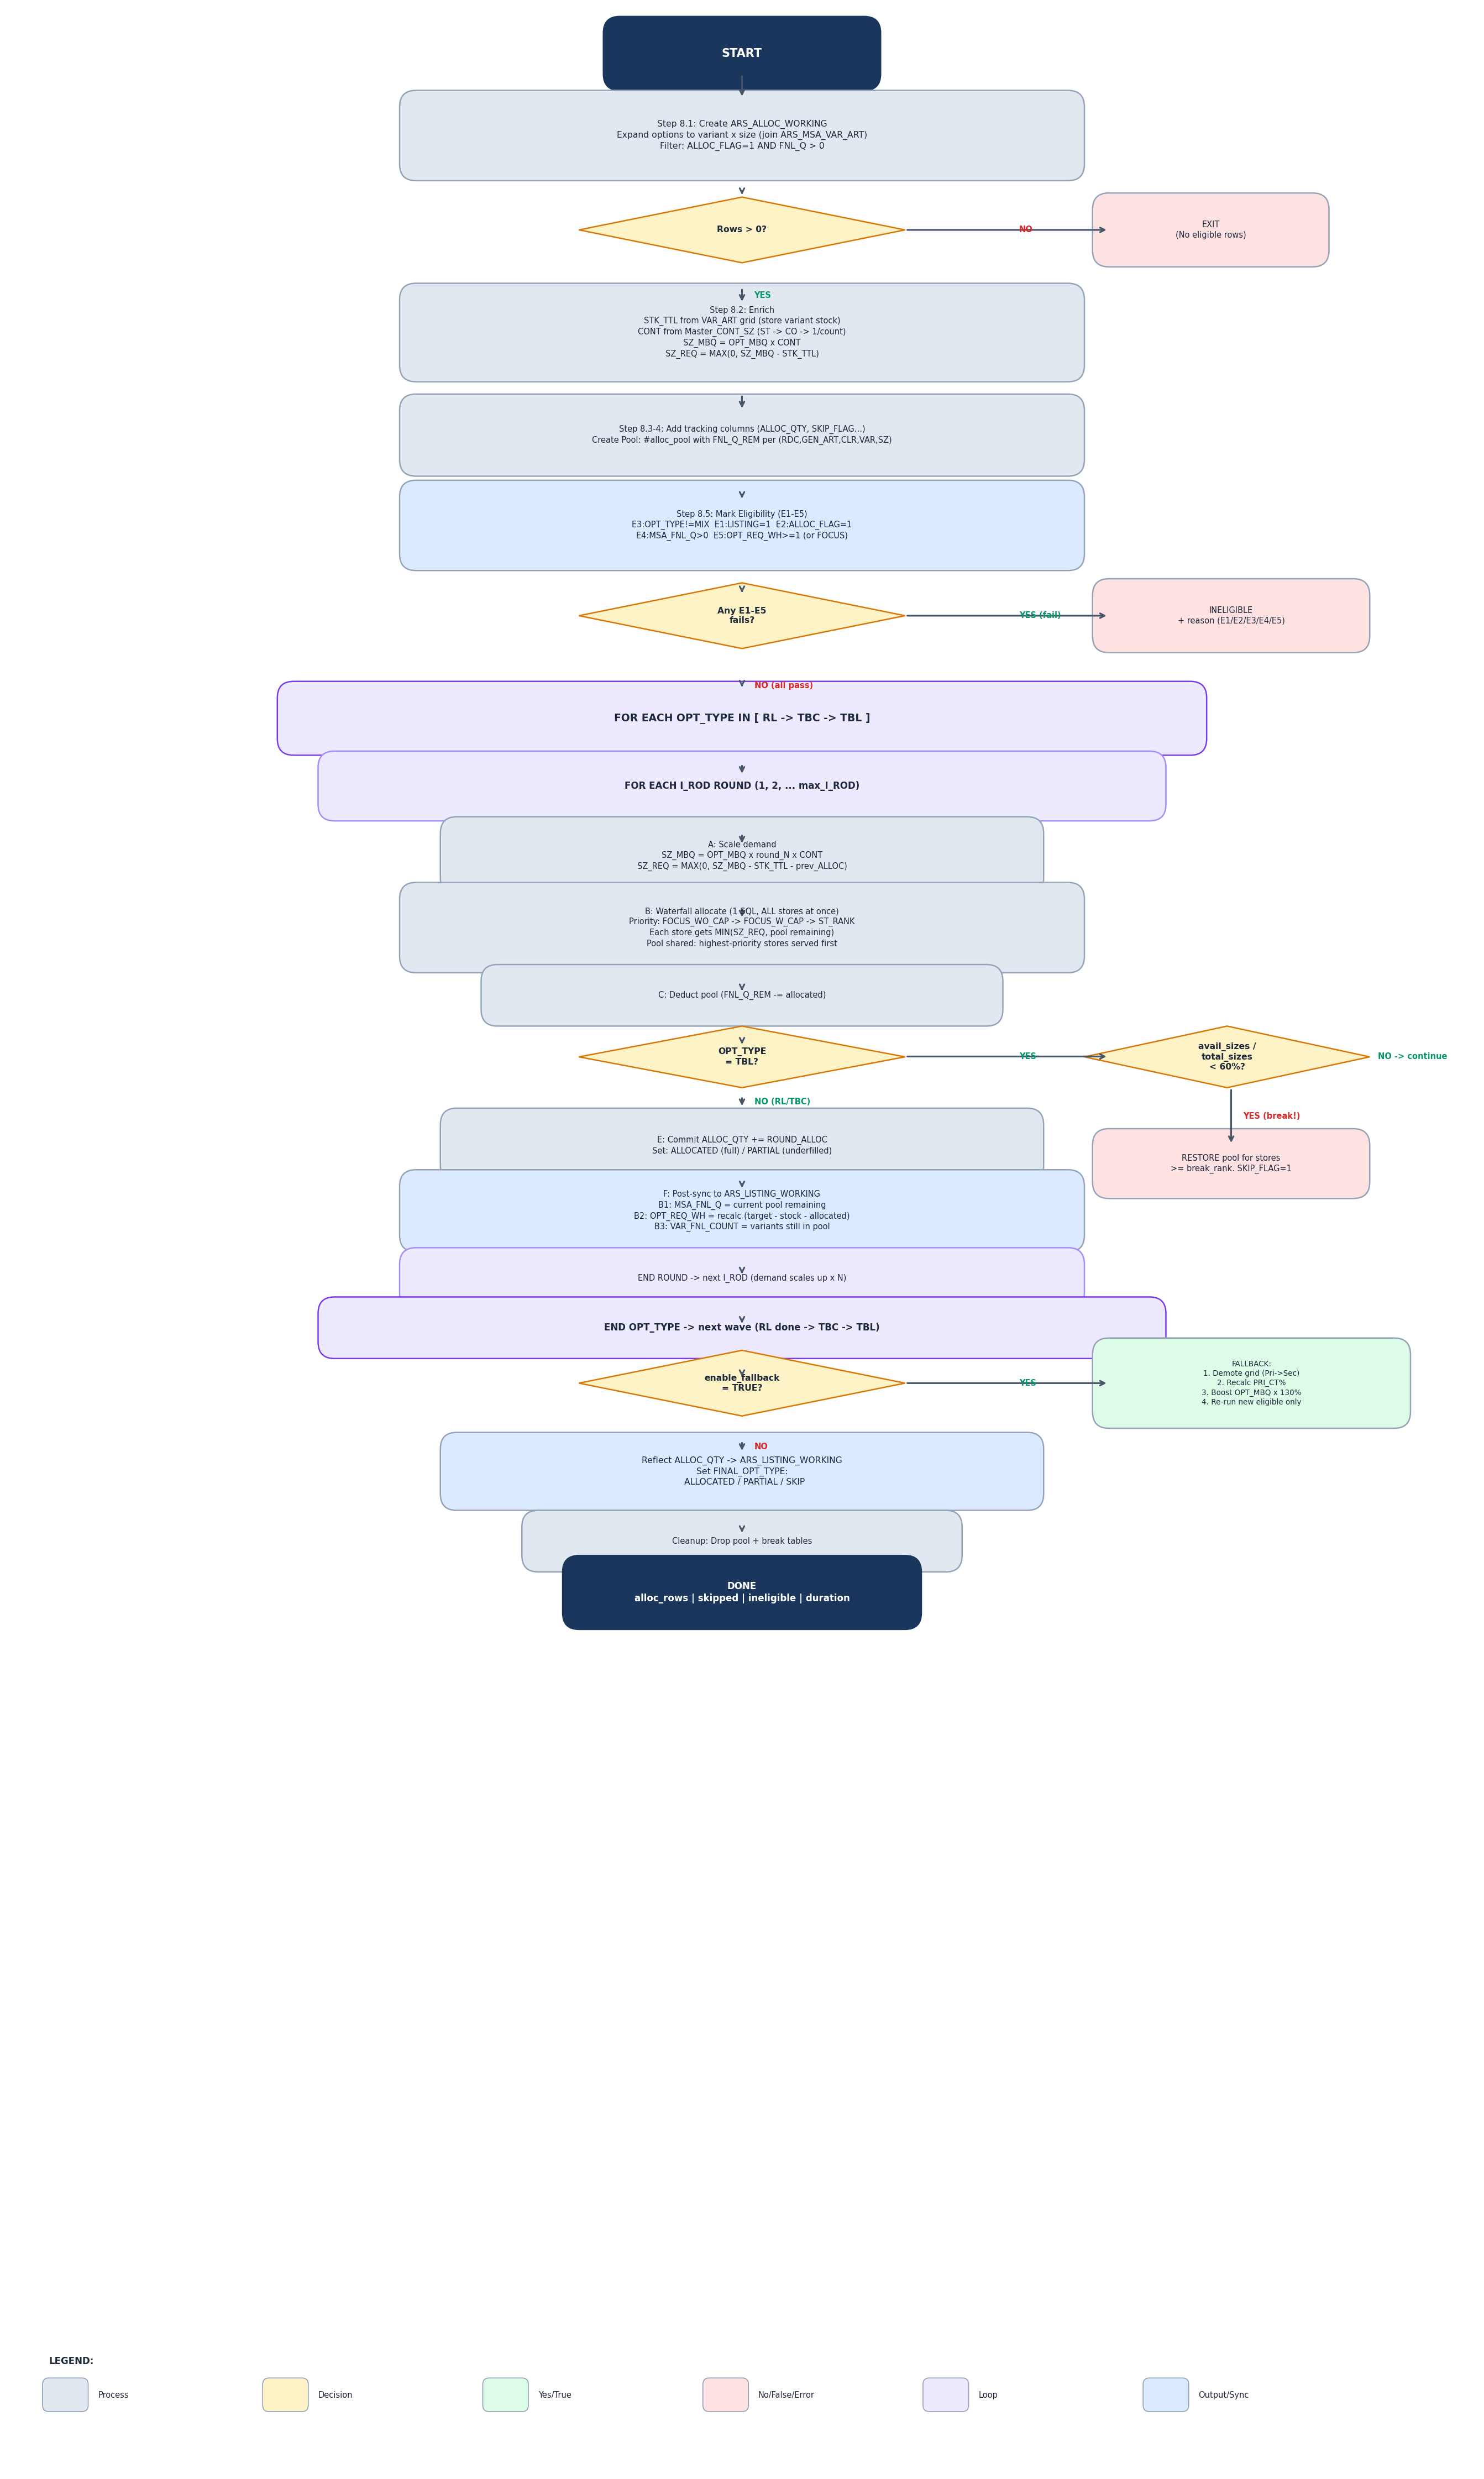 START
Step 8.1: Create ARS_ALLOC_WORKING
Expand options to variant x size (join ARS_MSA_VAR_ART)
Filter: ALLOC_FLAG=1 AND FNL_Q > 0
Rows > 0?
NO
EXIT
(No eligible rows)
YES
Step 8.2: Enrich
STK_TTL from VAR_ART grid (store variant stock)
CONT from Master_CONT_SZ (ST -> CO -> 1/count)
SZ_MBQ = OPT_MBQ x CONT
SZ_REQ = MAX(0, SZ_MBQ - STK_TTL)
Step 8.3-4: Add tracking columns (ALLOC_QTY, SKIP_FLAG...)
Create Pool: #alloc_pool with FNL_Q_REM per (RDC,GEN_ART,CLR,VAR,SZ)
Step 8.5: Mark Eligibility (E1-E5)
E3:OPT_TYPE!=MIX  E1:LISTING=1  E2:ALLOC_FLAG=1
E4:MSA_FNL_Q>0  E5:OPT_REQ_WH>=1 (or FOCUS)
Any E1-E5
fails?
YES (fail)
INELIGIBLE
+ reason (E1/E2/E3/E4/E5)
NO (all pass)
FOR EACH OPT_TYPE IN [ RL -> TBC -> TBL ]
FOR EACH I_ROD ROUND (1, 2, ... max_I_ROD)
A: Scale demand
SZ_MBQ = OPT_MBQ x round_N x CONT
SZ_REQ = MAX(0, SZ_MBQ - STK_TTL - prev_ALLOC)
B: Waterfall allocate (1 SQL, ALL stores at once)
Priority: FOCUS_WO_CAP -> FOCUS_W_CAP -> ST_RANK
Each store gets MIN(SZ_REQ, pool remaining)
Pool shared: highest-priority stores served first
C: Deduct pool (FNL_Q_REM -= allocated)
OPT_TYPE
= TBL?
YES
avail_sizes /
total_sizes
< 60%?
NO -> continue
NO (RL/TBC)
YES (break!)
E: Commit ALLOC_QTY += ROUND_ALLOC
Set: ALLOCATED (full) / PARTIAL (underfilled)
RESTORE pool for stores
>= break_rank. SKIP_FLAG=1
F: Post-sync to ARS_LISTING_WORKING
B1: MSA_FNL_Q = current pool remaining
B2: OPT_REQ_WH = recalc (target - stock - allocated)
B3: VAR_FNL_COUNT = variants still in pool
END ROUND -> next I_ROD (demand scales up x N)
END OPT_TYPE -> next wave (RL done -> TBC -> TBL)
enable_fallback
= TRUE?
YES
FALLBACK:
1. Demote grid (Pri->Sec)
2. Recalc PRI_CT%
3. Boost OPT_MBQ x 130%
4. Re-run new eligible only
NO
Reflect ALLOC_QTY -> ARS_LISTING_WORKING
Set FINAL_OPT_TYPE:
ALLOCATED / PARTIAL / SKIP
Cleanup: Drop pool + break tables
DONE
alloc_rows | skipped | ineligible | duration
LEGEND:
Process
Decision
Yes/True
No/False/Error
Loop
Output/Sync